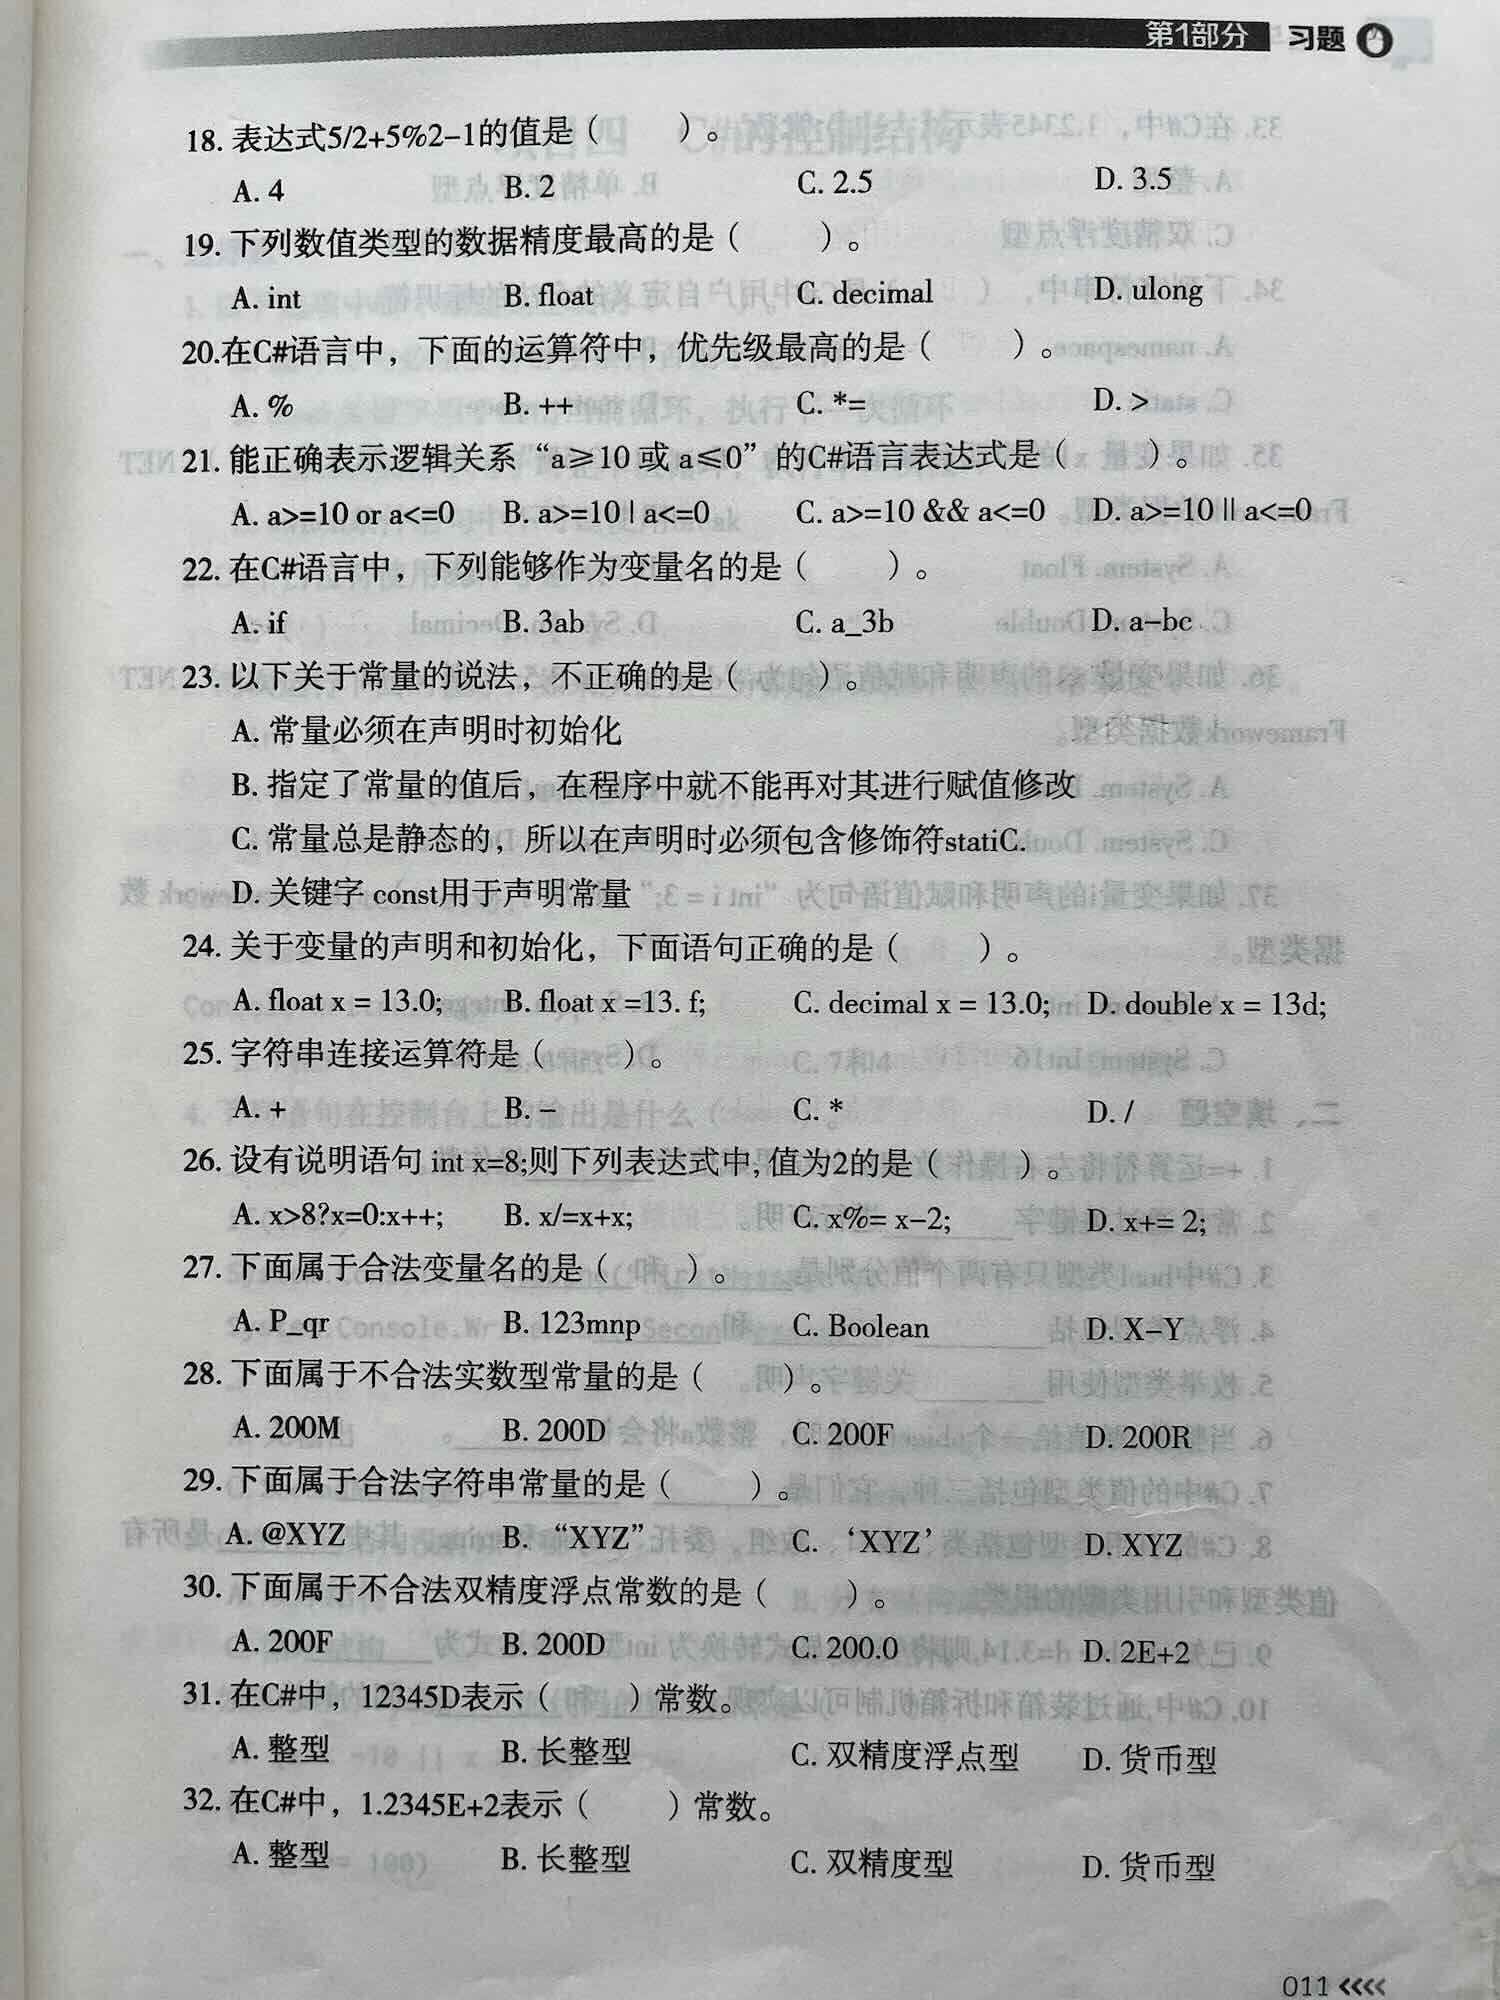 第1部分 习题
18. 表达式5/2+5%2-1的值是（ ）。
A. 4 B. 2 C. 2.5 D. 3.5
19. 下列数值类型的数据精度最高的是（ ）。
A. int B. float C. decimal D. ulong
20.在C#语言中，下面的运算符中，优先级最高的是（ ）。
A. % B. ++ C. *= D. >
21. 能正确表示逻辑关系“a≥10 或 a≤0”的C#语言表达式是（ ）。
A. a>=10 or a<=0 B. a>=10 | a<=0 C. a>=10 && a<=0 D. a>=10 || a<=0
22. 在C#语言中，下列能够作为变量名的是（ ）。
A. if B. 3ab C. a_3b D. a-bc
23. 以下关于常量的说法，不正确的是（ ）。
A. 常量必须在声明时初始化
B. 指定了常量的值后，在程序中就不能再对其进行赋值修改
C. 常量总是静态的，所以在声明时必须包含修饰符statiC.
D. 关键字 const用于声明常量
24. 关于变量的声明和初始化，下面语句正确的是（ ）。
A. float x = 13.0; B. float x =13. f; C. decimal x = 13.0; D. double x = 13d;
25. 字符串连接运算符是（ ）。
A. + B. - C. * D. /
26. 设有说明语句 int x=8;则下列表达式中, 值为2的是（ ）。
A. x>8?x=0:x++; B. x/=x+x; C. x%= x-2; D. x+= 2;
27. 下面属于合法变量名的是（ ）。
A. P_qr B. 123mnp C. Boolean D. X-Y
28. 下面属于不合法实数型常量的是（ ）。
A. 200M B. 200D C. 200F D. 200R
29. 下面属于合法字符串常量的是（ ）。
A. @XYZ B. “XYZ” C. ‘XYZ’ D. XYZ
30. 下面属于不合法双精度浮点常数的是（ ）。
A. 200F B. 200D C. 200.0 D. 2E+2
31. 在C#中，12345D表示（ ）常数。
A. 整型 B. 长整型 C. 双精度浮点型 D. 货币型
32. 在C#中，1.2345E+2表示（ ）常数。
A. 整型 B. 长整型 C. 双精度型 D. 货币型
011